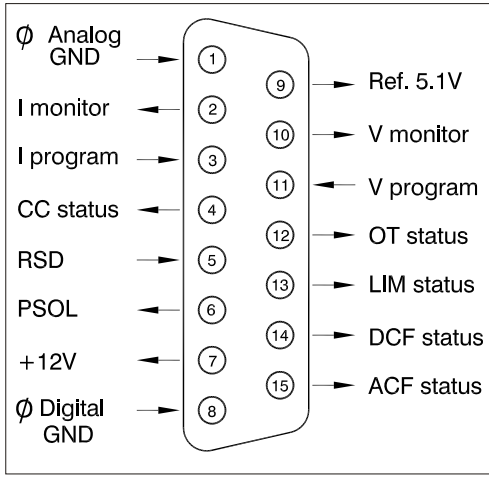 ϕ Analog
GND
I monitor
I program
CC status
RSD
PSOL
+12V
ϕ Digital
GND
1
2
3
4
5
6
7
8
9
10
11
12
13
14
15
Ref. 5.1V
V monitor
V program
OT status
LIM status
DCF status
ACF status